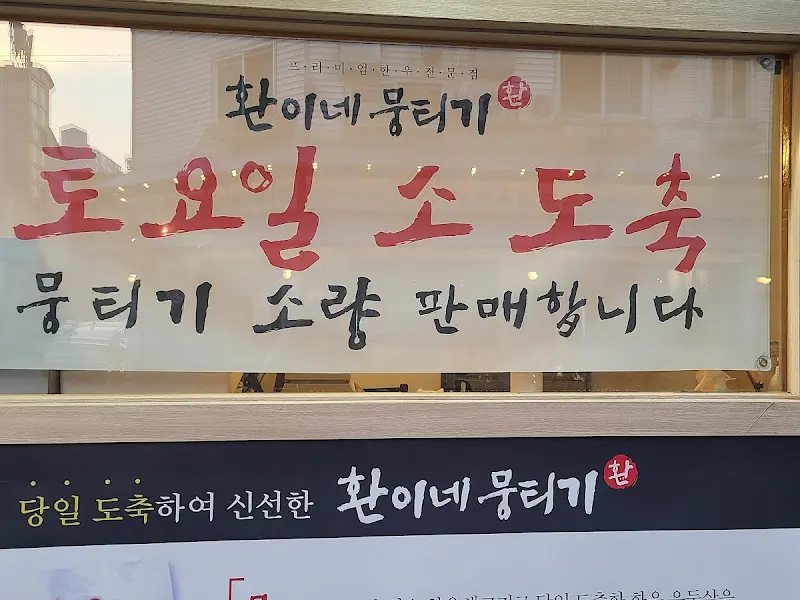 프·리·미·엄·한·우·전·문·점
환이네 뭉티기 환
토요일 소 도축
뭉티기 소량 판매합니다
당일 도축하여 신선한 환이네 뭉티기 환